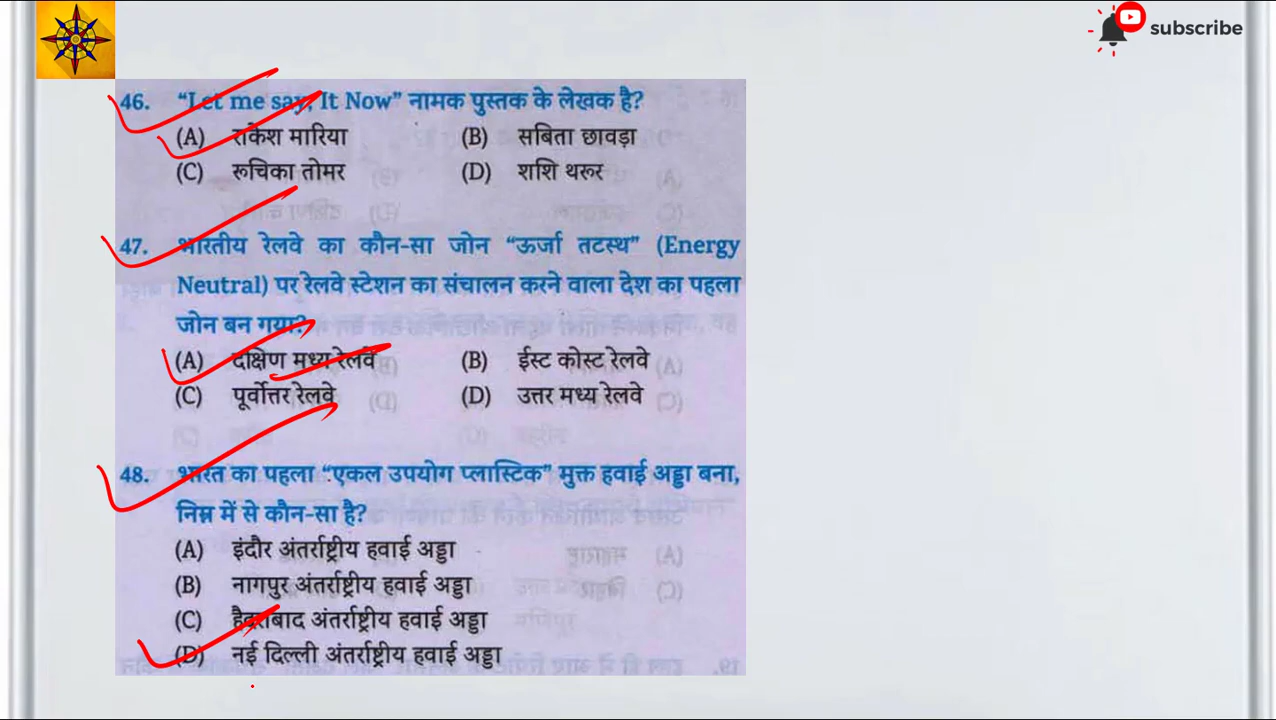 subscribe
46. “Let me say, It Now” नामक पुस्तक के लेखक है?
(A) राकेश मारिया (B) सबिता छावड़ा
(C) रूचिका तोमर (D) शशि थरूर
47. भारतीय रेलवे का कौन-सा जोन “ऊर्जा तटस्थ” (Energy
Neutral) पर रेलवे स्टेशन का संचालन करने वाला देश का पहला
जोन बन गया?
(A) दक्षिण मध्य रेलवे (B) ईस्ट कोस्ट रेलवे
(C) पूर्वोत्तर रेलवे (D) उत्तर मध्य रेलवे
48. भारत का पहला “एकल उपयोग प्लास्टिक” मुक्त हवाई अड्डा बना,
निम्न में से कौन-सा है?
(A) इंदौर अंतर्राष्ट्रीय हवाई अड्डा
(B) नागपुर अंतर्राष्ट्रीय हवाई अड्डा
(C) हैदराबाद अंतर्राष्ट्रीय हवाई अड्डा
(D) नई दिल्ली अंतर्राष्ट्रीय हवाई अड्डा